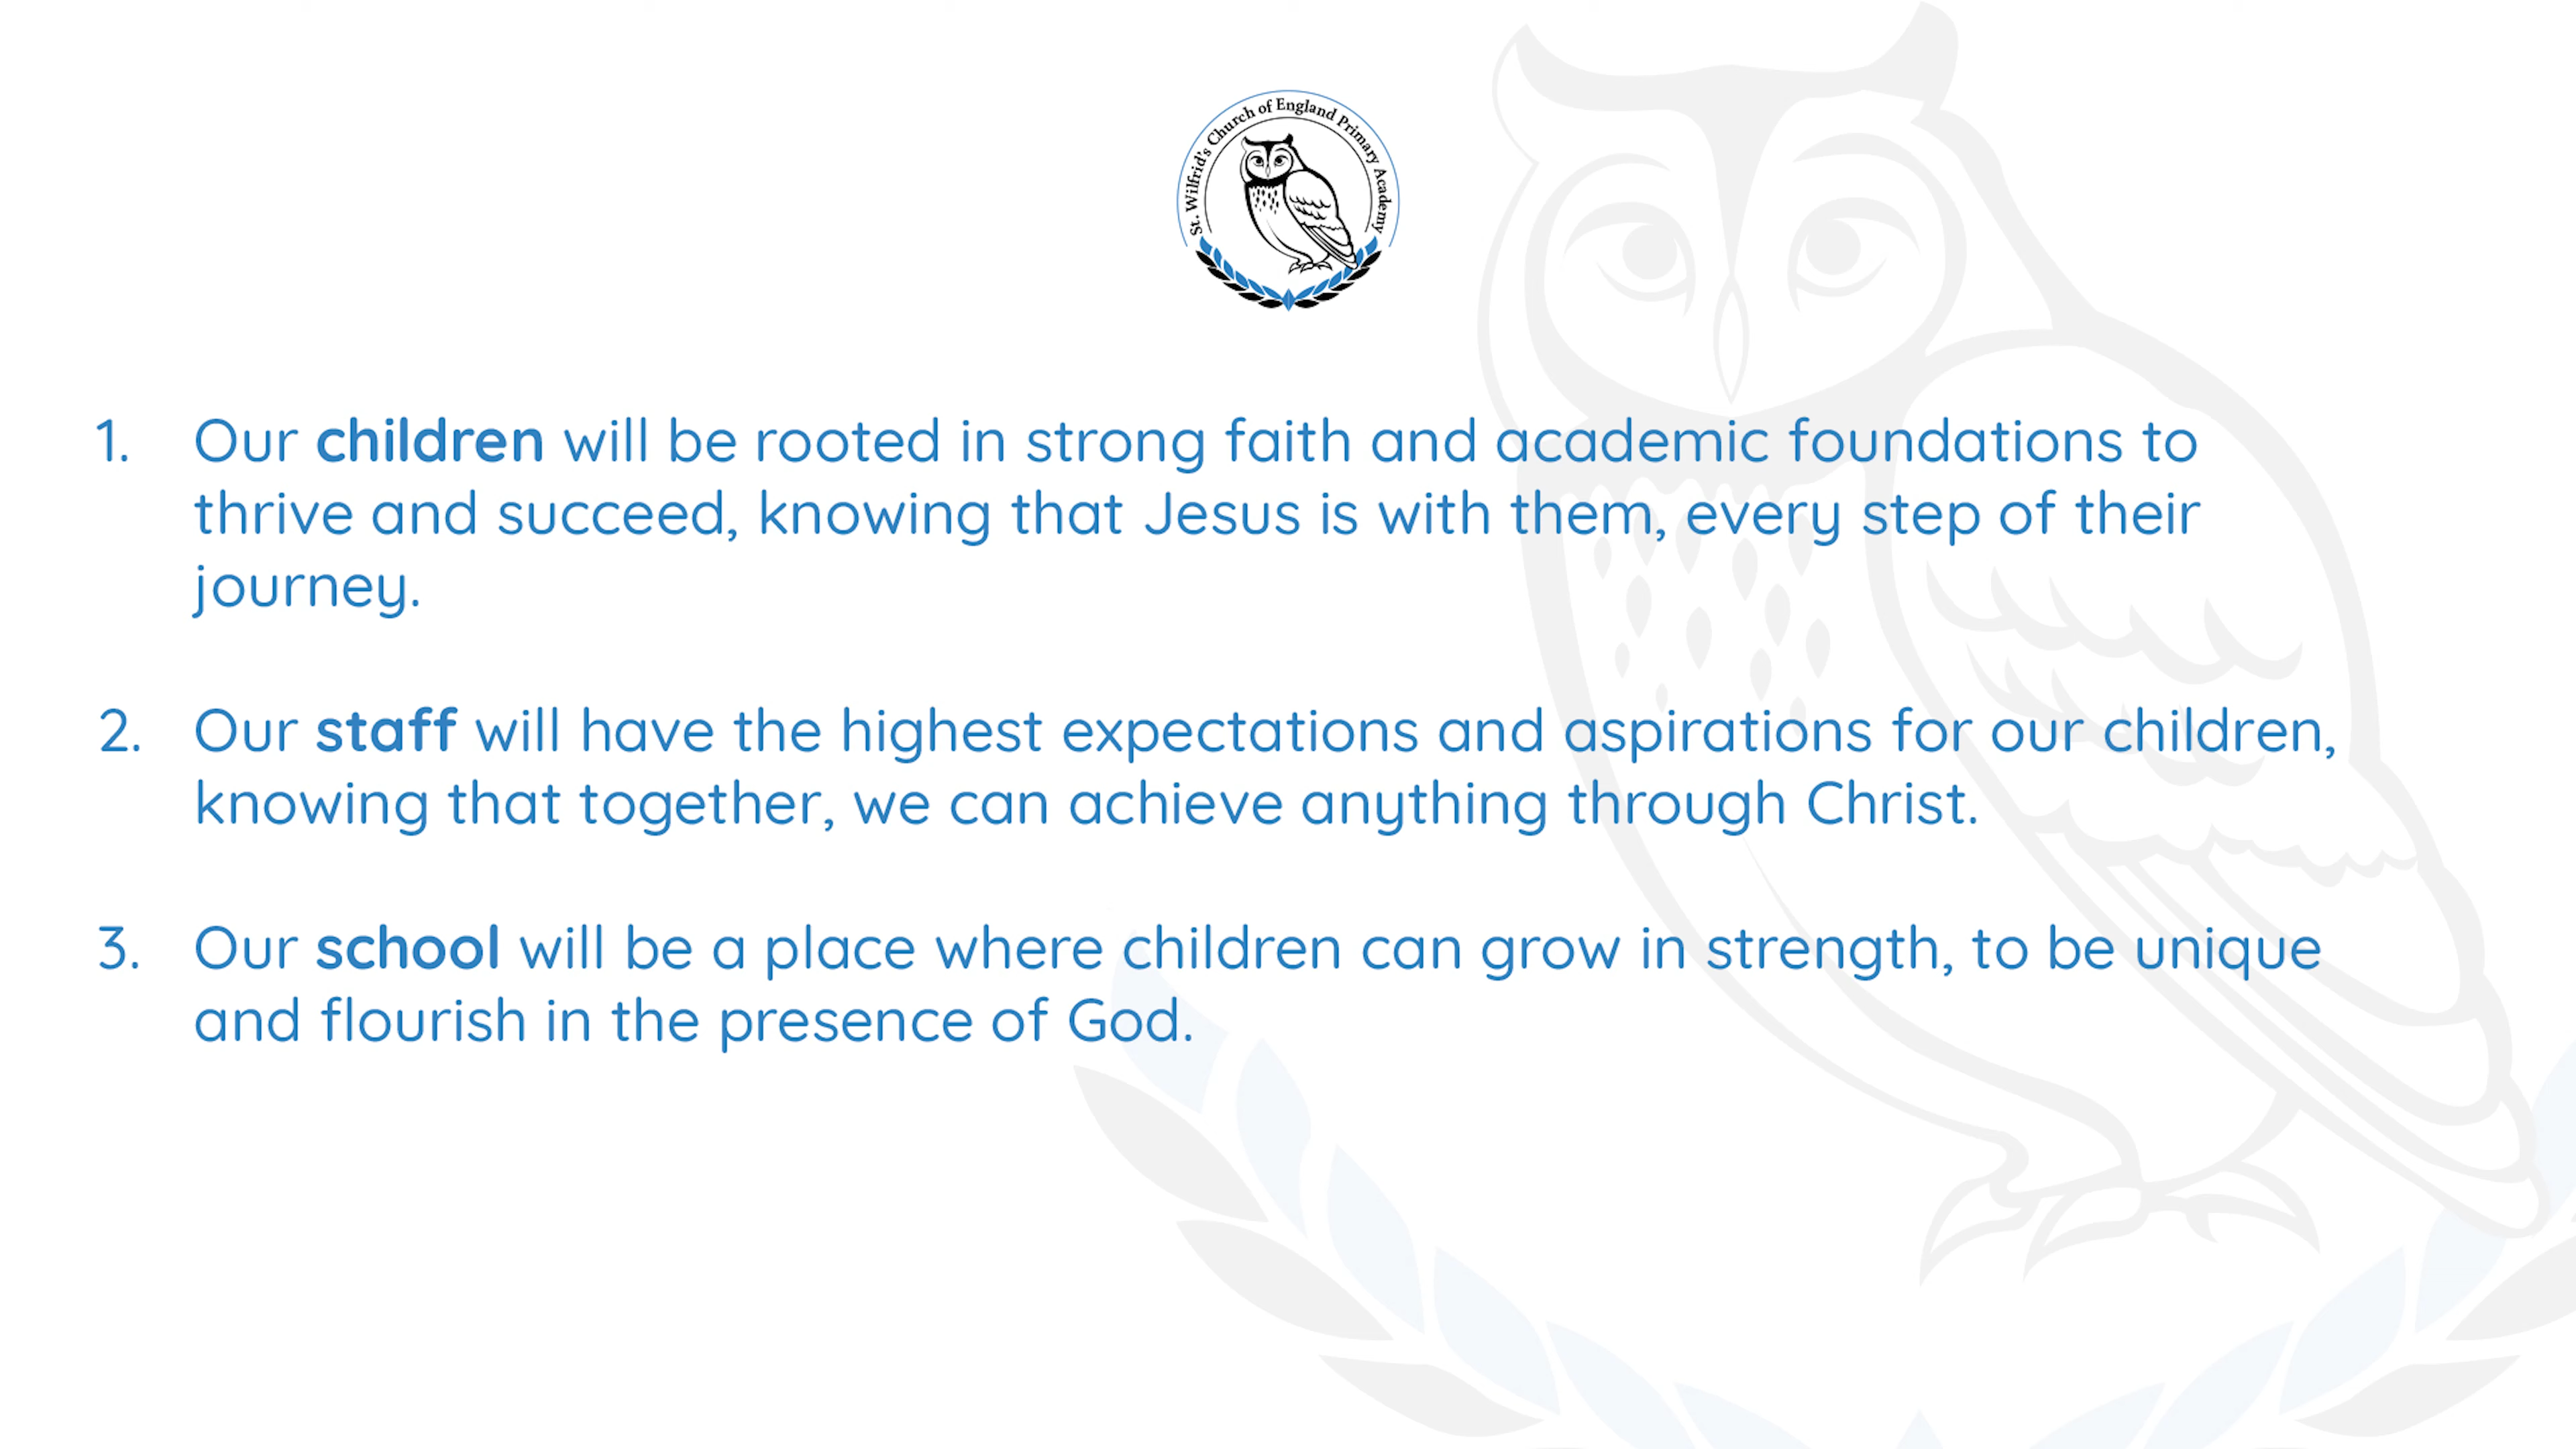 St. Wilfrid's Church of England Primary Academy
1. Our children will be rooted in strong faith and academic foundations to
thrive and succeed, knowing that Jesus is with them, every step of their
journey.
2. Our staff will have the highest expectations and aspirations for our children,
knowing that together, we can achieve anything through Christ.
3. Our school will be a place where children can grow in strength, to be unique
and flourish in the presence of God.